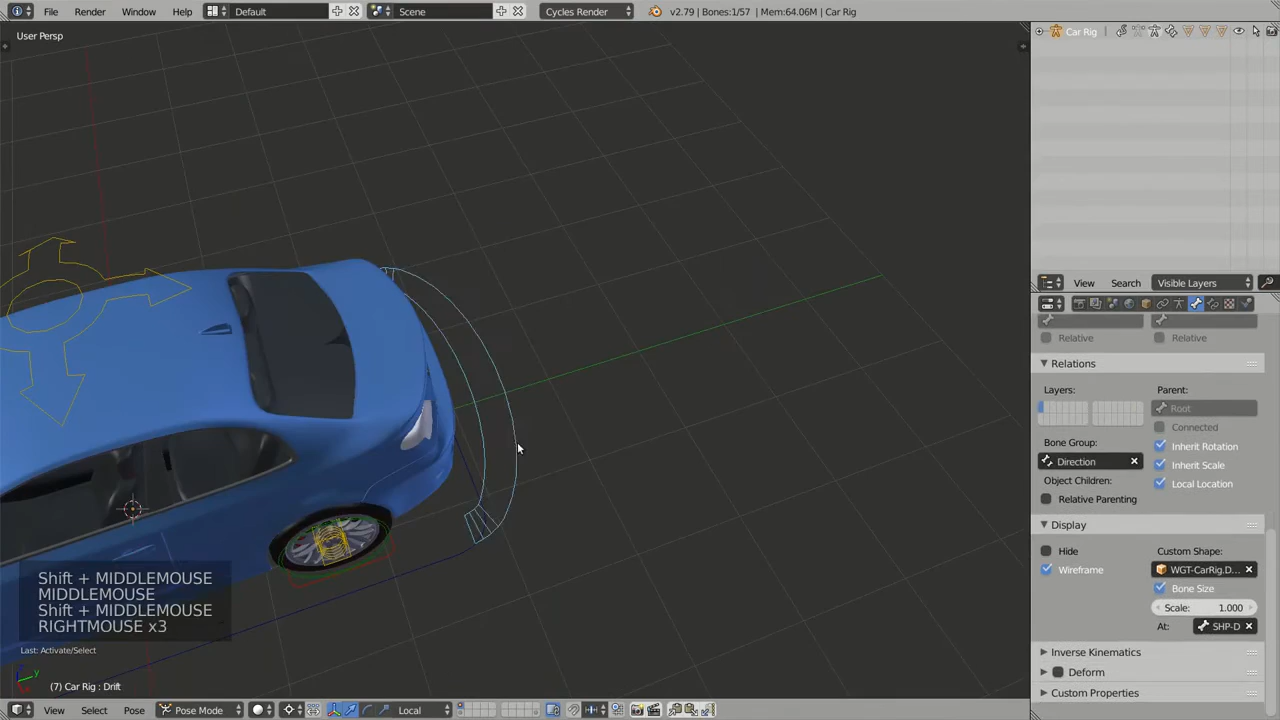 File Render Window Help Default Scene Cycles Render v2.79 | Bones:1/57 | Mem:64.06M | Car Rig
User Persp
Car Rig
View Search Visible Layers
Relative Relative
Relations
Layers: Parent:
Root
Connected
Bone Group: Inherit Rotation
Direction Inherit Scale
Object Children: Local Location
Relative Parenting
Display
Hide Custom Shape:
Wireframe WGT-CarRig.D...
Bone Size
Scale: 1.000
At: SHP-D
Inverse Kinematics
Deform
Custom Properties
Shift + MIDDLEMOUSE
MIDDLEMOUSE
Shift + MIDDLEMOUSE
RIGHTMOUSE x3
Last: Activate/Select
(7) Car Rig : Drift
View Select Pose Pose Mode Local